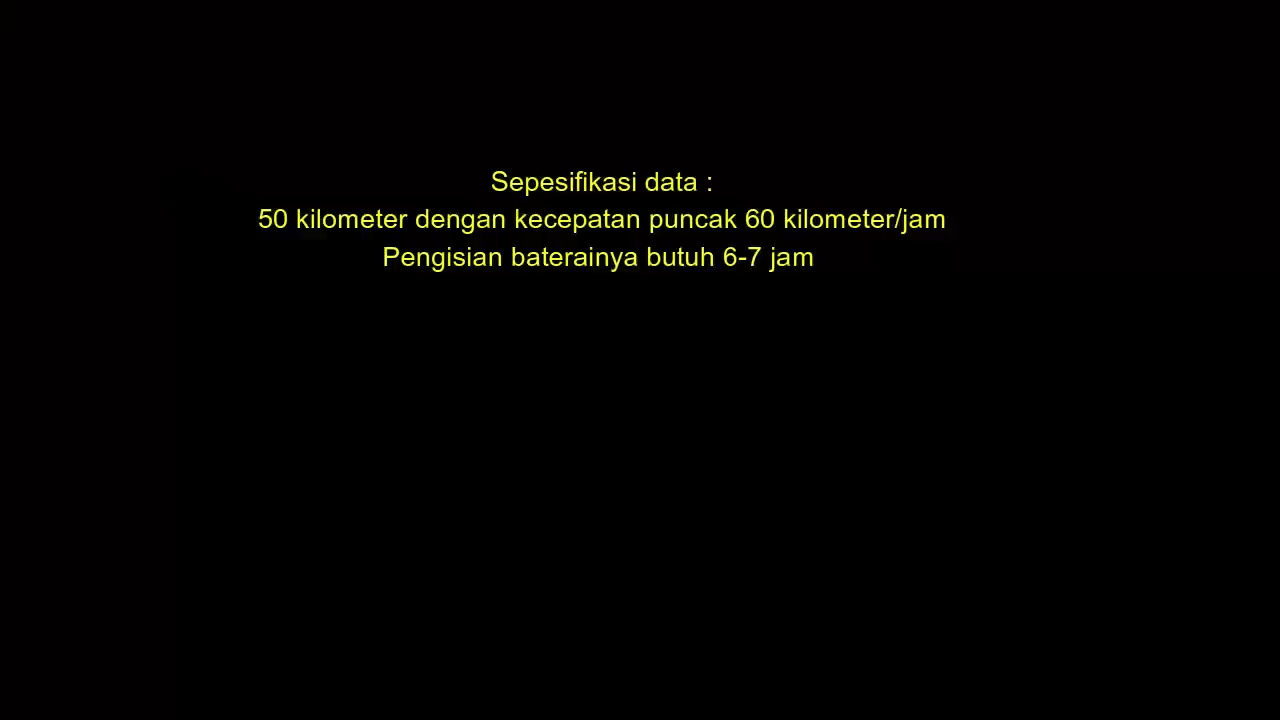 Sepesifikasi data :
50 kilometer dengan kecepatan puncak 60 kilometer/jam
Pengisian baterainya butuh 6-7 jam